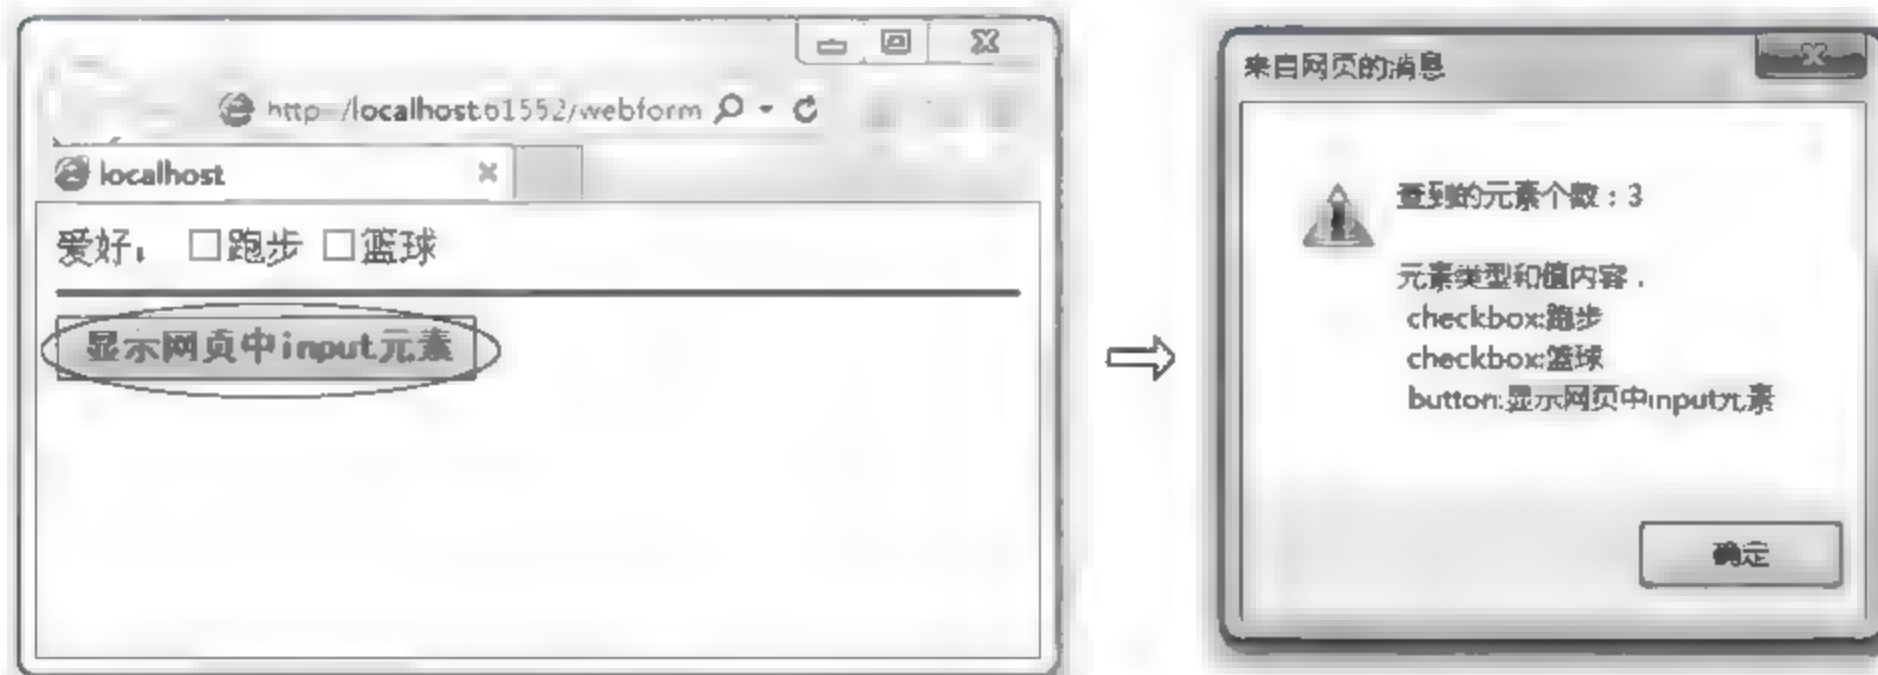 http://localhost:61552/webform
localhost
爱好: □跑步 □篮球
显示网页中input元素
来自网页的消息
查到的元素个数:3
元素类型和值内容:
checkbox:跑步
checkbox:篮球
button:显示网页中input元素
确定